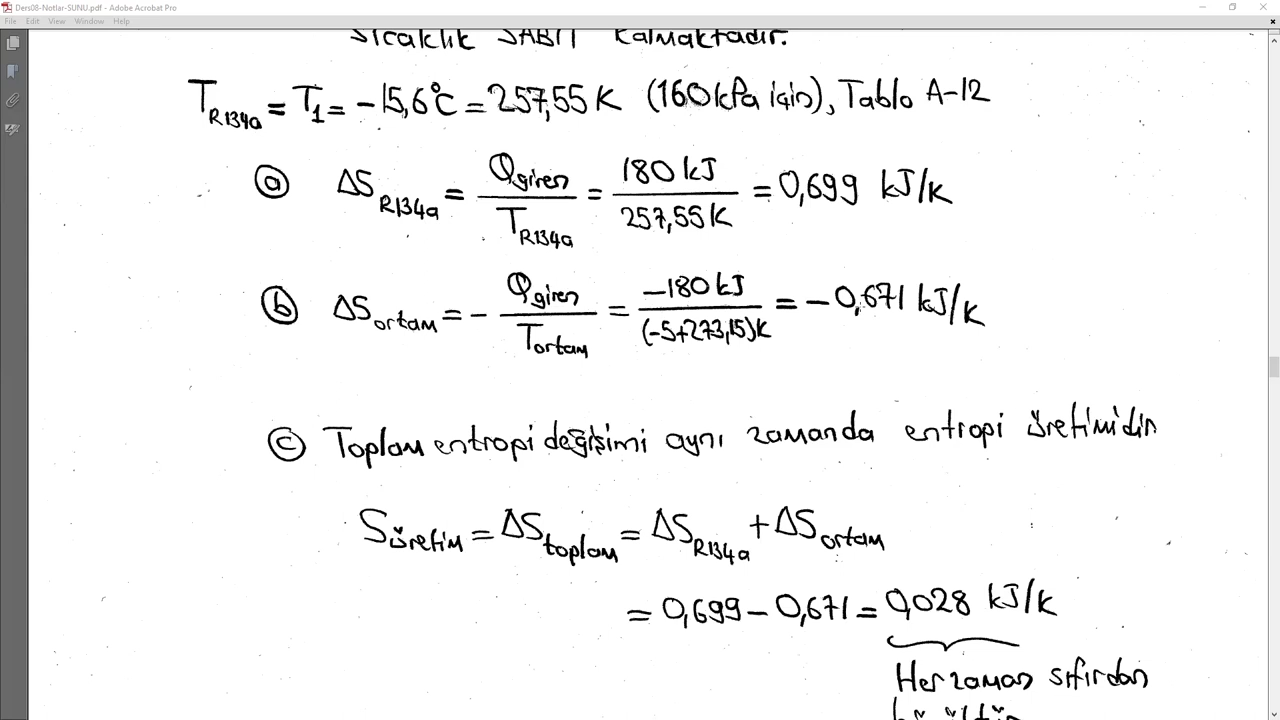 Ders08-Notlar-SUNU.pdf - Adobe Acrobat Pro
File Edit View Window Help
sıcaklık SABİT kalmaktadır.
T_R134a = T_1 = -15,6°C = 257,55 K (160 kPa için), Tablo A-12
(a) ΔS_R134a = Q_giren / T_R134a = 180 kJ / 257,55 K = 0,699 kJ/K
(b) ΔS_ortam = - Q_giren / T_ortam = -180 kJ / (-5+273,15)K = -0,671 kJ/K
(c) Toplam entropi değişimi aynı zamanda entropi üretimidir
S_üretim = ΔS_toplam = ΔS_R134a + ΔS_ortam
= 0,699 - 0,671 = 0,028 kJ/K
Her zaman sıfırdan